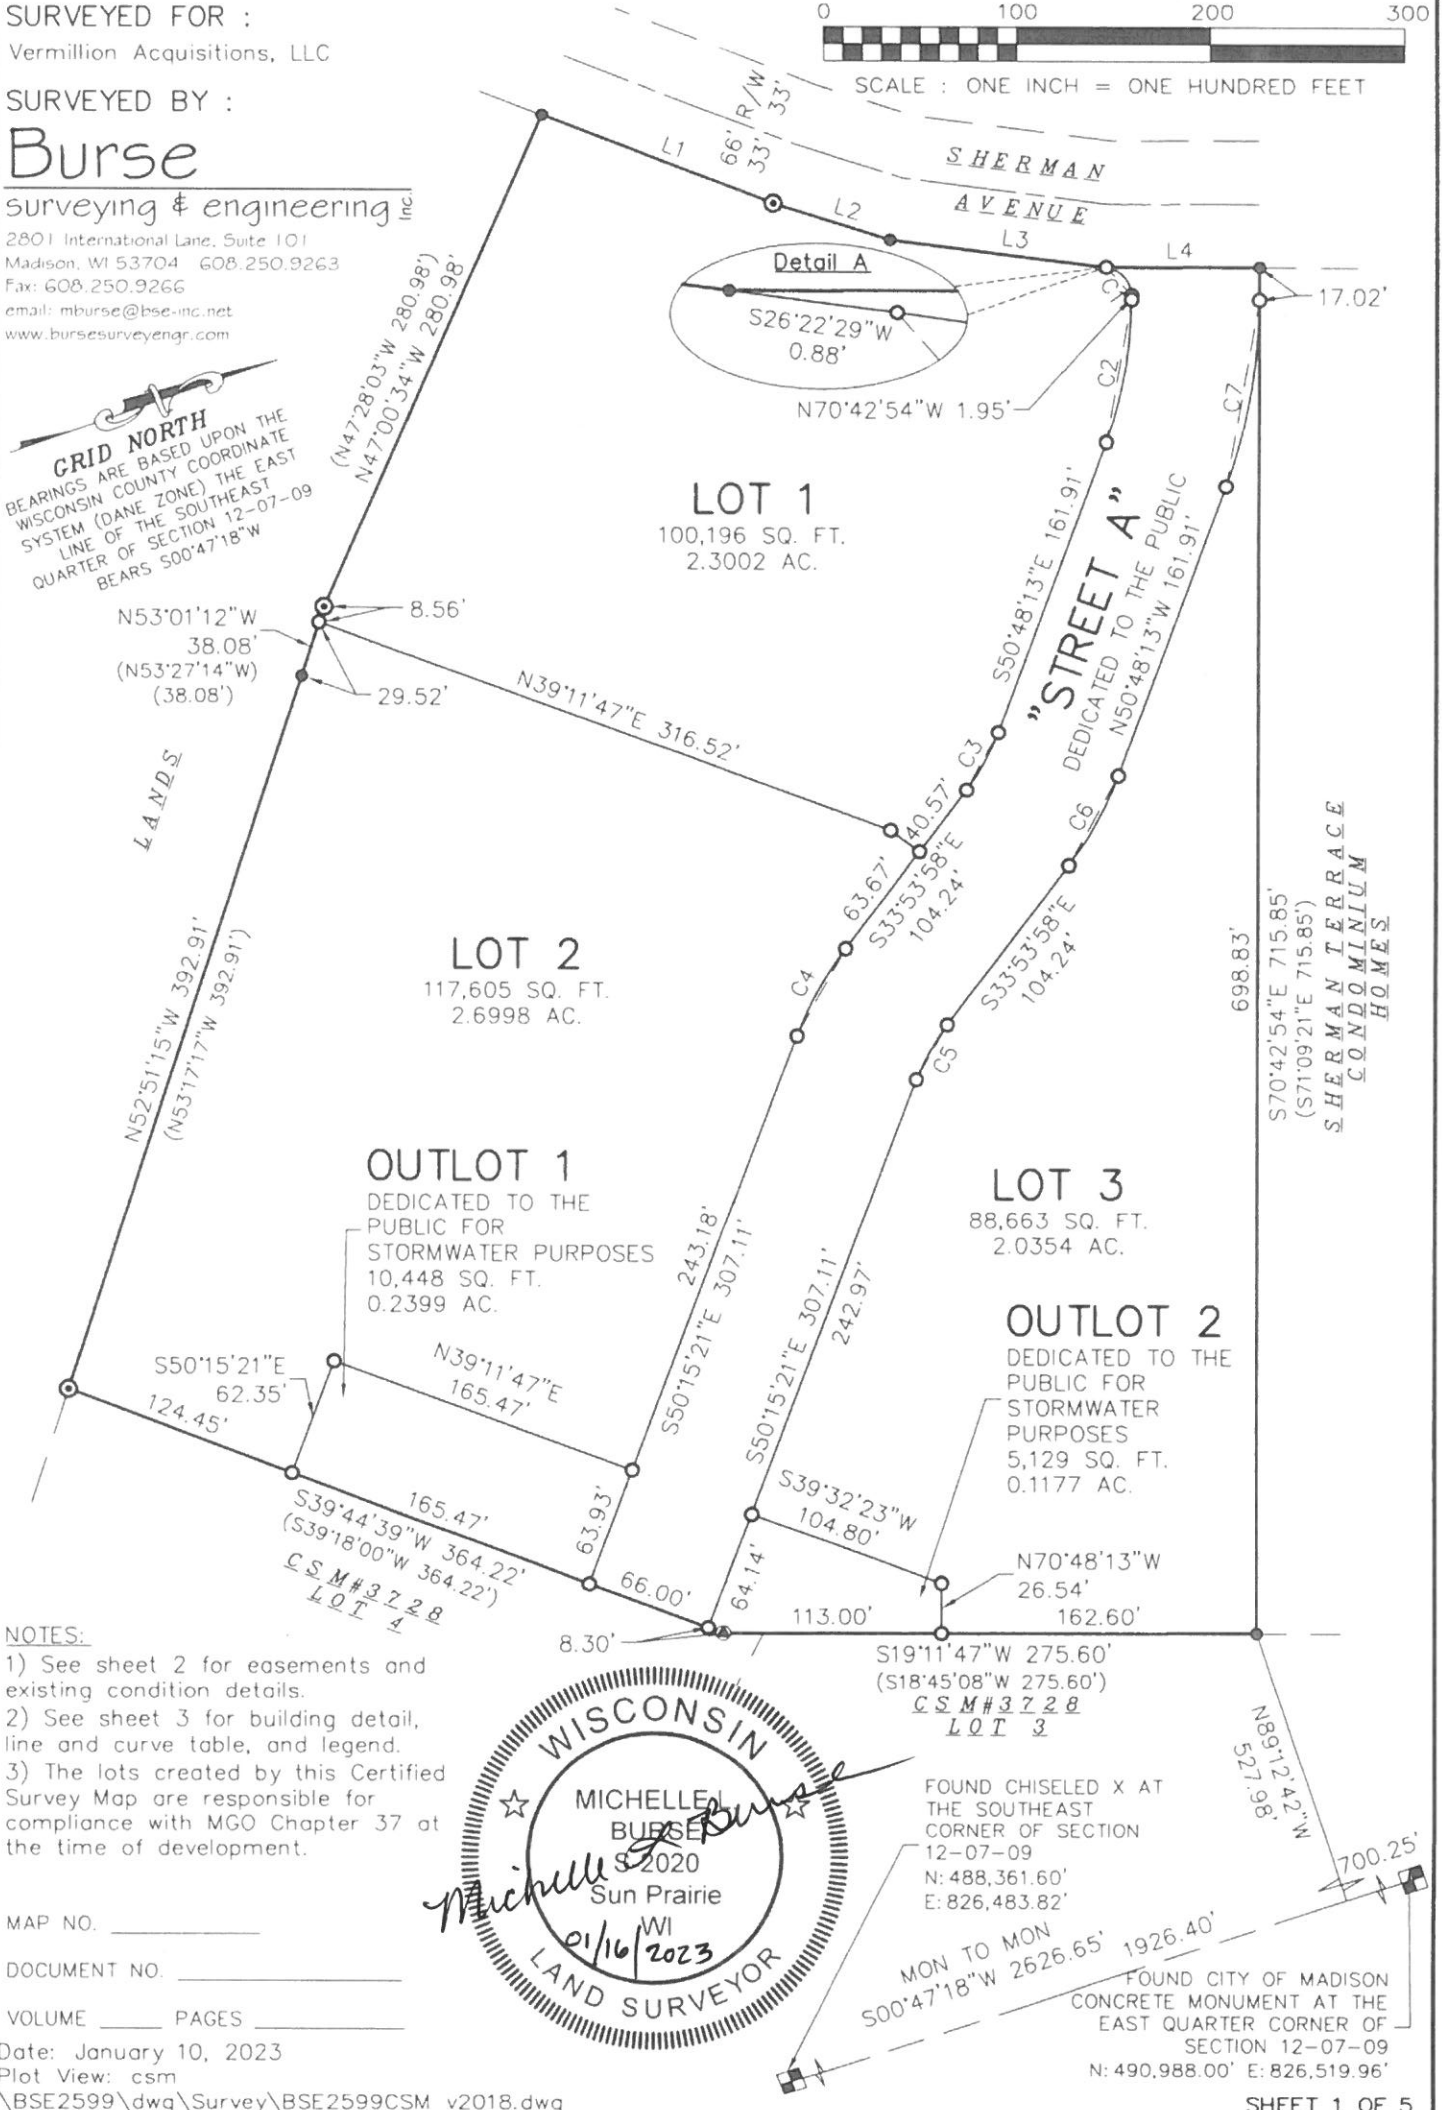 SURVEYED FOR :
Vermillion Acquisitions, LLC
SURVEYED BY :
Burse
surveying & engineering Inc.
2801 International Lane, Suite 101
Madison, WI 53704 608.250.9263
Fax: 608.250.9266
email: mburse@bse-inc.net
www.bursesurveyengr.com
0 100 200 300
SCALE : ONE INCH = ONE HUNDRED FEET
GRID NORTH
BEARINGS ARE BASED UPON THE
WISCONSIN COUNTY COORDINATE
SYSTEM (DANE ZONE) THE EAST
LINE OF THE SOUTHEAST
QUARTER OF SECTION 12-07-09
BEARS S00°47'18"W
L1
66' R/W
33'
33'
L2
L3
L4
SHERMAN
AVENUE
Detail A
S26°22'29"W
0.88'
C1
17.02'
C2
C7
N70°42'54"W 1.95'
(N47°28'03"W 280.98')
N47°00'34"W 280.98'
LOT 1
100,196 SQ. FT.
2.3002 AC.
S50°48'13"E 161.91'
"STREET A"
DEDICATED TO THE PUBLIC
N50°48'13"W 161.91'
8.56'
N53°01'12"W
38.08'
(N53°27'14"W)
(38.08')
29.52'
N39°11'47"E 316.52'
LANDS
C3
C6
40.57'
63.67'
S33°53'58"E
104.24'
S33°53'58"E
104.24'
C4
C5
LOT 2
117,605 SQ. FT.
2.6998 AC.
N52°51'15"W 392.91'
(N53°17'17"W 392.91')
698.83'
S70°42'54"E 715.85'
(S71°09'21"E 715.85')
SHERMAN TERRACE
CONDOMINIUM
HOMES
OUTLOT 1
DEDICATED TO THE
PUBLIC FOR
STORMWATER PURPOSES
10,448 SQ. FT.
0.2399 AC.
243.18'
S50°15'21"E 307.11'
S50°15'21"E 307.11'
242.97'
LOT 3
88,663 SQ. FT.
2.0354 AC.
OUTLOT 2
DEDICATED TO THE
PUBLIC FOR
STORMWATER
PURPOSES
5,129 SQ. FT.
0.1177 AC.
S50°15'21"E
62.35'
N39°11'47"E
165.47'
124.45'
165.47'
S39°44'39"W 364.22'
(S39°18'00"W 364.22')
CSM#3728
LOT 4
63.93'
66.00'
64.14'
S39°32'23"W
104.80'
N70°48'13"W
26.54'
8.30'
113.00'
162.60'
S19°11'47"W 275.60'
(S18°45'08"W 275.60')
CSM#3728
LOT 3
NOTES:
1) See sheet 2 for easements and
existing condition details.
2) See sheet 3 for building detail,
line and curve table, and legend.
3) The lots created by this Certified
Survey Map are responsible for
compliance with MGO Chapter 37 at
the time of development.
WISCONSIN
MICHELLE L
BURSE
S-2020
Sun Prairie
WI
LAND SURVEYOR
Michelle L Burse
01/16/2023
N89°12'42"W
527.98'
FOUND CHISELED X AT
THE SOUTHEAST
CORNER OF SECTION
12-07-09
N: 488,361.60'
E: 826,483.82'
700.25'
MON TO MON
S00°47'18"W 2626.65'
1926.40'
FOUND CITY OF MADISON
CONCRETE MONUMENT AT THE
EAST QUARTER CORNER OF
SECTION 12-07-09
N: 490,988.00' E: 826,519.96'
MAP NO.
DOCUMENT NO.
VOLUME PAGES
Date: January 10, 2023
Plot View: csm
\BSE2599\dwg\Survey\BSE2599CSM_v2018.dwg
SHEET 1 OF 5